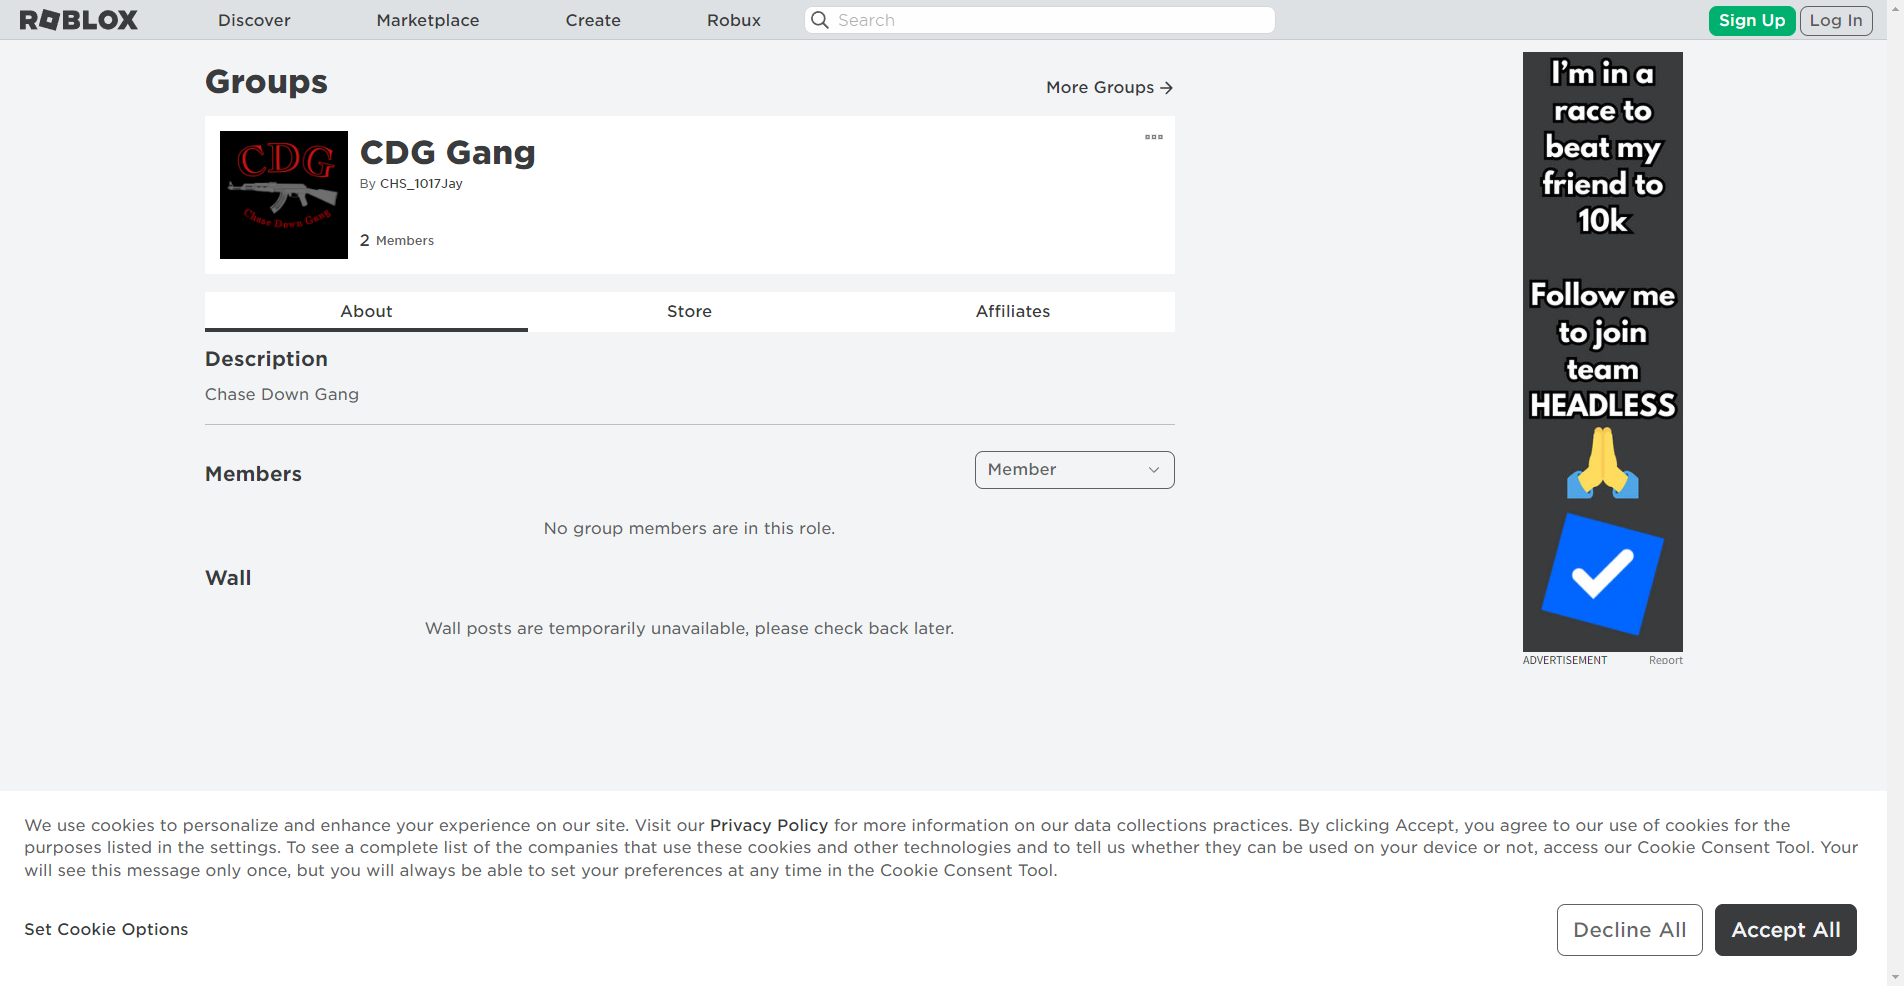 ROBLOX
Discover
Marketplace
Create
Robux
Search
Sign Up
Log In
Groups
More Groups
CDG
Chase Down Gang
CDG Gang
By CHS_1017Jay
2 Members
About
Store
Affiliates
Description
Chase Down Gang
Members
Member
No group members are in this role.
Wall
Wall posts are temporarily unavailable, please check back later.
I'm in a
race to
beat my
friend to
10k
Follow me
to join
team
HEADLESS
ADVERTISEMENT
Report
We use cookies to personalize and enhance your experience on our site. Visit our Privacy Policy for more information on our data collections practices. By clicking Accept, you agree to our use of cookies for the
purposes listed in the settings. To see a complete list of the companies that use these cookies and other technologies and to tell us whether they can be used on your device or not, access our Cookie Consent Tool. Your
will see this message only once, but you will always be able to set your preferences at any time in the Cookie Consent Tool.
Set Cookie Options
Decline All
Accept All